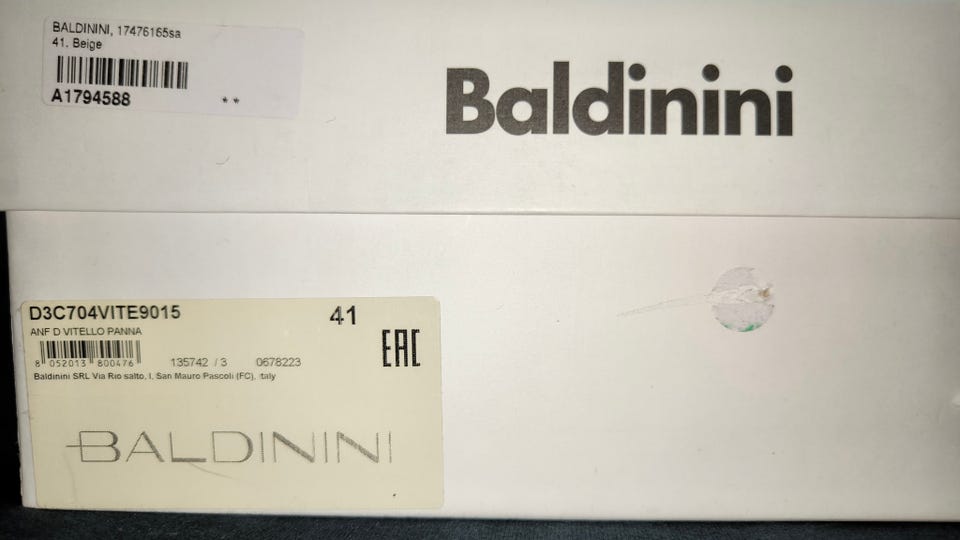 BALDININI, 17476165sa
41. Beige
A1794588 **
Baldinini
D3C704VITE9015 41
ANF D VITELLO PANNA
EAC
8 052013 800476 135742 / 3 0678223
Baldinini SRL Via Rio salto, I, San Mauro Pascoli (FC), Italy
BALDININI